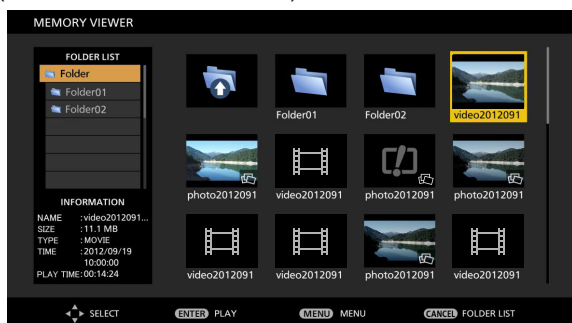 MEMORY VIEWER
FOLDER LIST
Folder
Folder01
Folder02
INFORMATION
NAME :video2012091...
SIZE :11.1 MB
TYPE :MOVIE
TIME :2012/09/19
10:00:00
PLAY TIME:00:14:24
Folder01 Folder02 video2012091
photo2012091 video2012091 photo2012091 photo2012091
video2012091 video2012091 photo2012091 video2012091
SELECT ENTER PLAY MENU MENU CANCEL FOLDER LIST